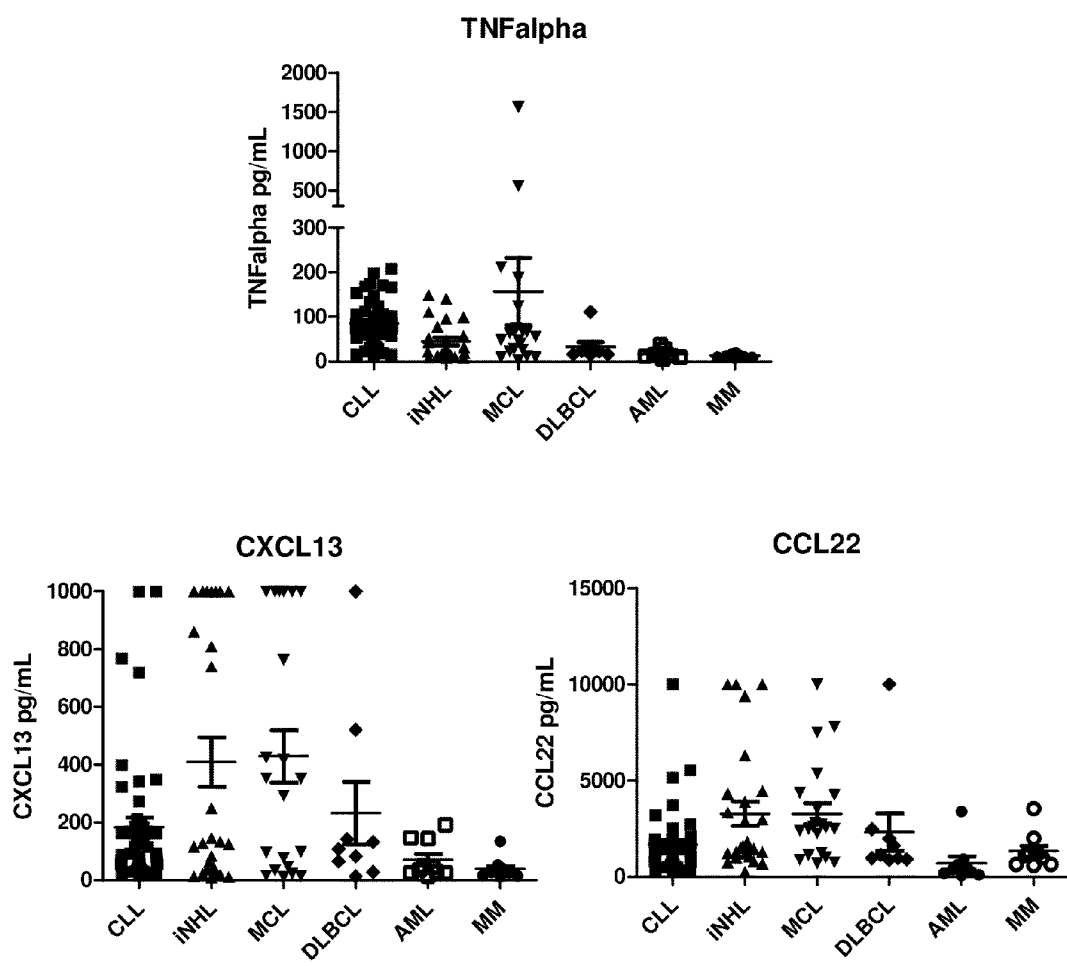 TNFalpha
TNFalpha pg/mL
2000
1500
1000
500
300
200
100
0
CLL
iNHL
MCL
DLBCL
AML
MM
CXCL13
CXCL13 pg/mL
1000
800
600
400
200
0
CLL
iNHL
MCL
DLBCL
AML
MM
CCL22
CCL22 pg/mL
15000
10000
5000
0
CLL
iNHL
MCL
DLBCL
AML
MM